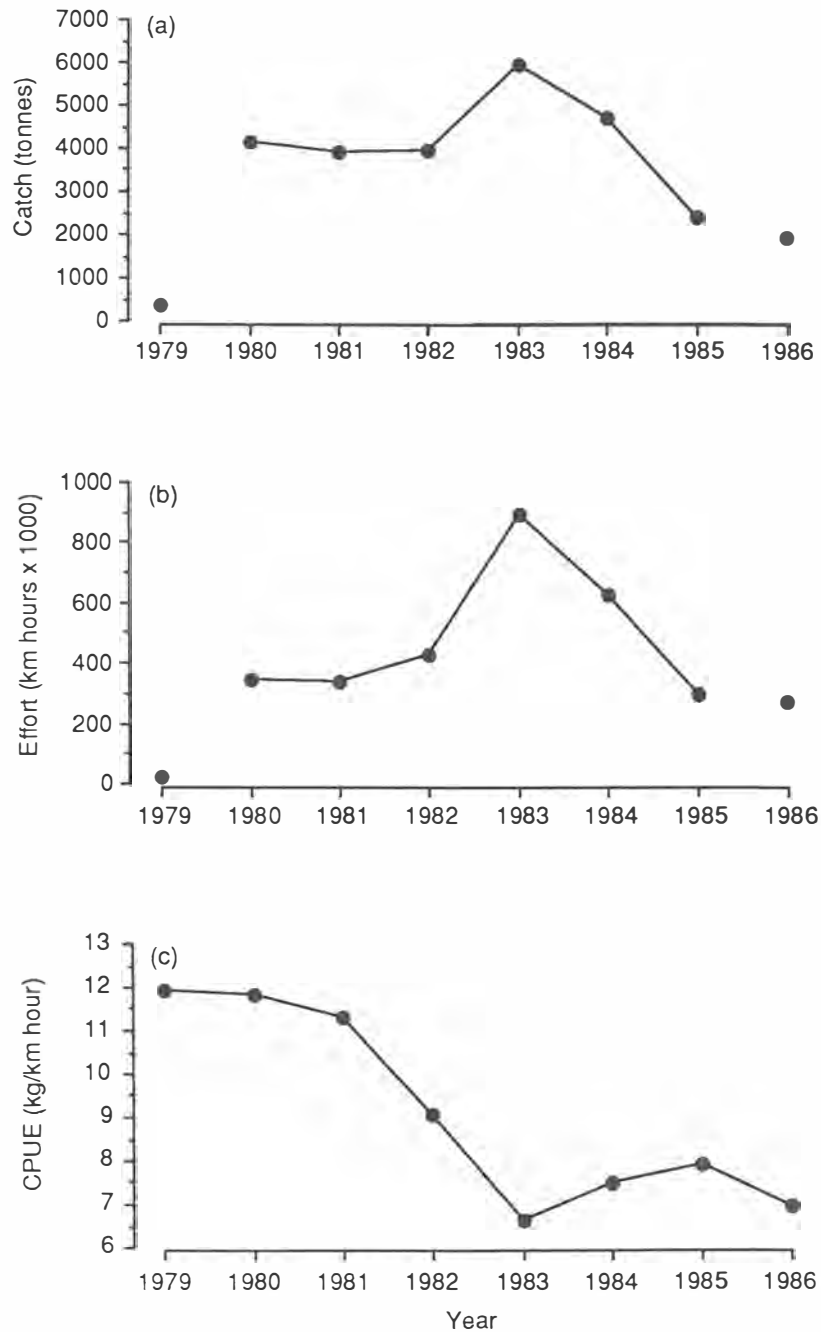 (a)
Catch (tonnes)
7000
6000
5000
4000
3000
2000
1000
0
1979 1980 1981 1982 1983 1984 1985 1986
(b)
Effort (km hours x 1000)
1000
800
600
400
200
0
1979 1980 1981 1982 1983 1984 1985 1986
(c)
CPUE (kg/km hour)
13
12
11
10
9
8
7
6
1979 1980 1981 1982 1983 1984 1985 1986
Year